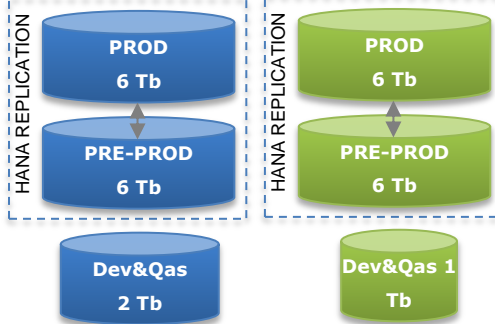 HANA REPLICATION
PROD
6 Tb
PRE-PROD
6 Tb
Dev&Qas
2 Tb
HANA REPLICATION
PROD
6 Tb
PRE-PROD
6 Tb
Dev&Qas 1
Tb